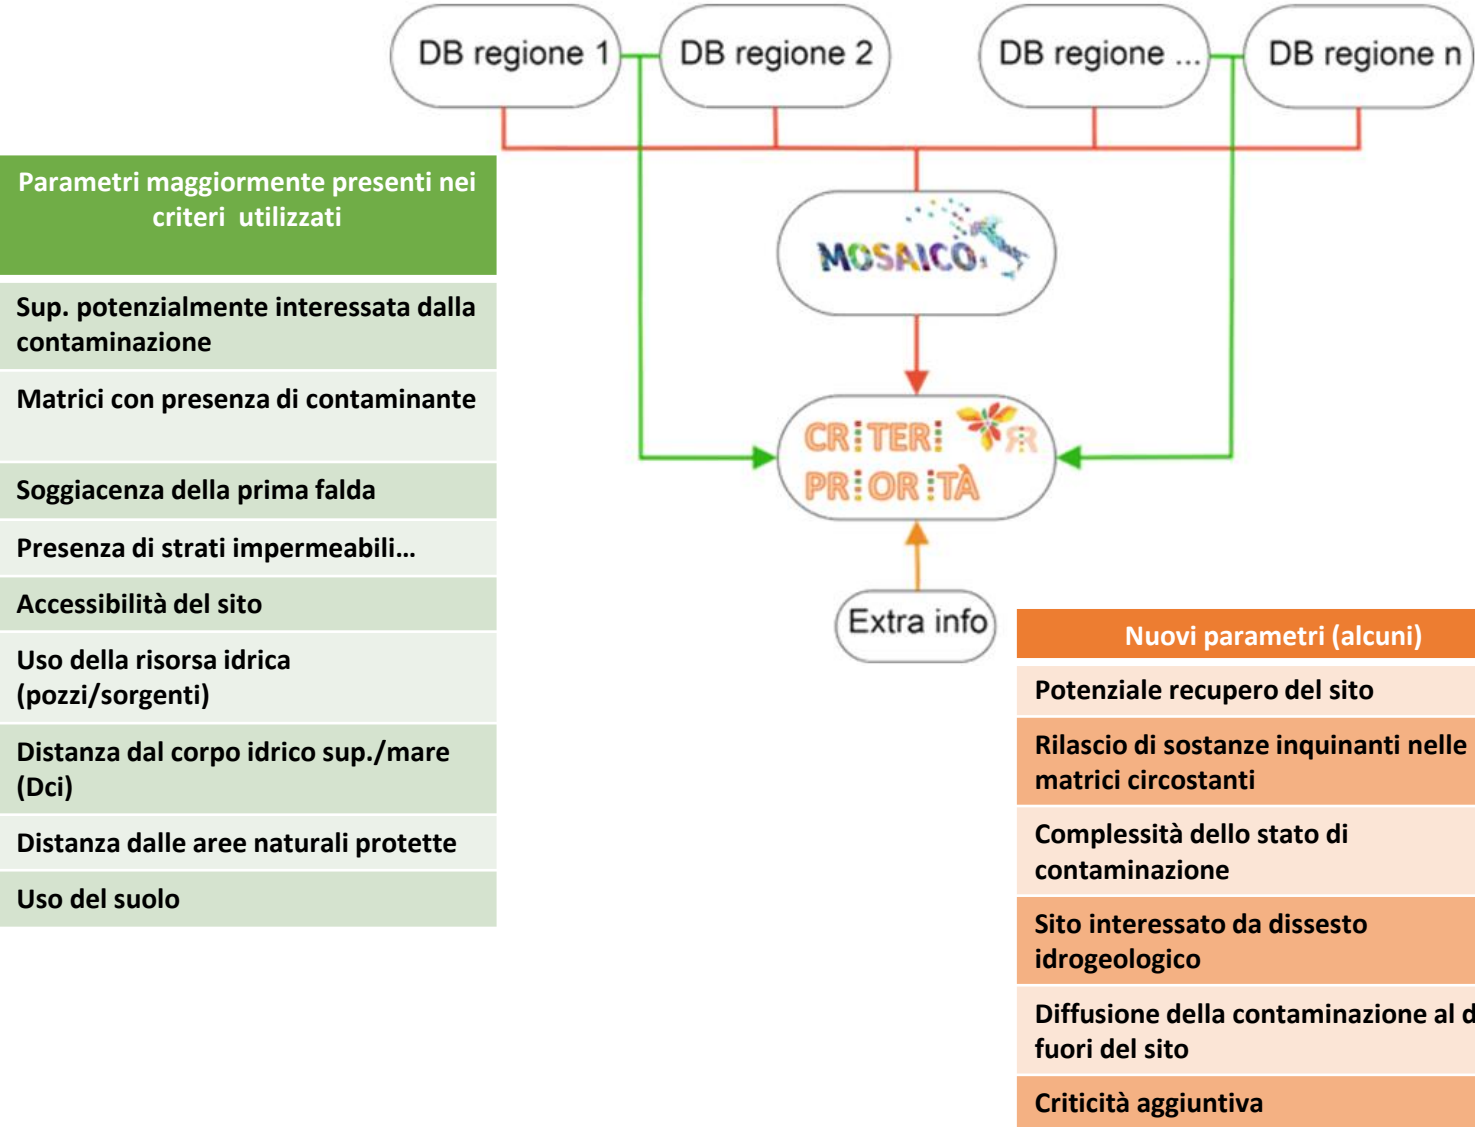 DB regione 1
DB regione 2
DB regione ...
DB regione n
MOSAICO
CRITERI RR
PRIORITÀ
Extra info
Parametri maggiormente presenti nei
criteri utilizzati
Sup. potenzialmente interessata dalla
contaminazione
Matrici con presenza di contaminante
Soggiacenza della prima falda
Presenza di strati impermeabili…
Accessibilità del sito
Uso della risorsa idrica
(pozzi/sorgenti)
Distanza dal corpo idrico sup./mare
(Dci)
Distanza dalle aree naturali protette
Uso del suolo
Nuovi parametri (alcuni)
Potenziale recupero del sito
Rilascio di sostanze inquinanti nelle
matrici circostanti
Complessità dello stato di
contaminazione
Sito interessato da dissesto
idrogeologico
Diffusione della contaminazione al d
fuori del sito
Criticità aggiuntiva